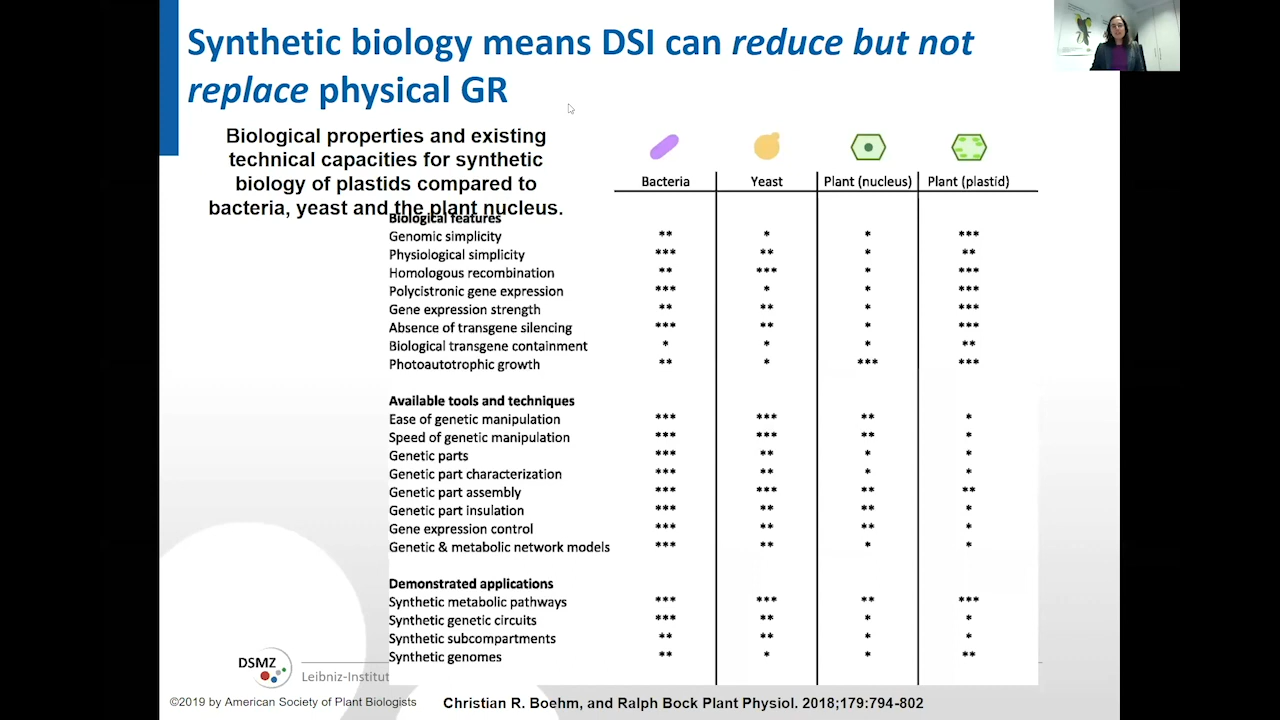 Synthetic biology means DSI can reduce but not
replace physical GR
Biological properties and existing
technical capacities for synthetic
biology of plastids compared to
bacteria, yeast and the plant nucleus.
Bacteria Yeast Plant (nucleus) Plant (plastid)
Biological features
Genomic simplicity ** * * ***
Physiological simplicity *** ** * **
Homologous recombination ** *** * ***
Polycistronic gene expression *** * * ***
Gene expression strength ** ** * ***
Absence of transgene silencing *** ** * ***
Biological transgene containment * * * **
Photoautotrophic growth ** * *** ***
Available tools and techniques
Ease of genetic manipulation *** *** ** *
Speed of genetic manipulation *** *** ** *
Genetic parts *** ** * *
Genetic part characterization *** ** * *
Genetic part assembly *** *** ** **
Genetic part insulation *** ** ** *
Gene expression control *** ** ** *
Genetic & metabolic network models *** ** * *
Demonstrated applications
Synthetic metabolic pathways *** *** ** ***
Synthetic genetic circuits *** ** * *
Synthetic subcompartments ** ** * *
Synthetic genomes ** * * **
DSMZ
Leibniz-Institut
©2019 by American Society of Plant Biologists
Christian R. Boehm, and Ralph Bock Plant Physiol. 2018;179:794-802